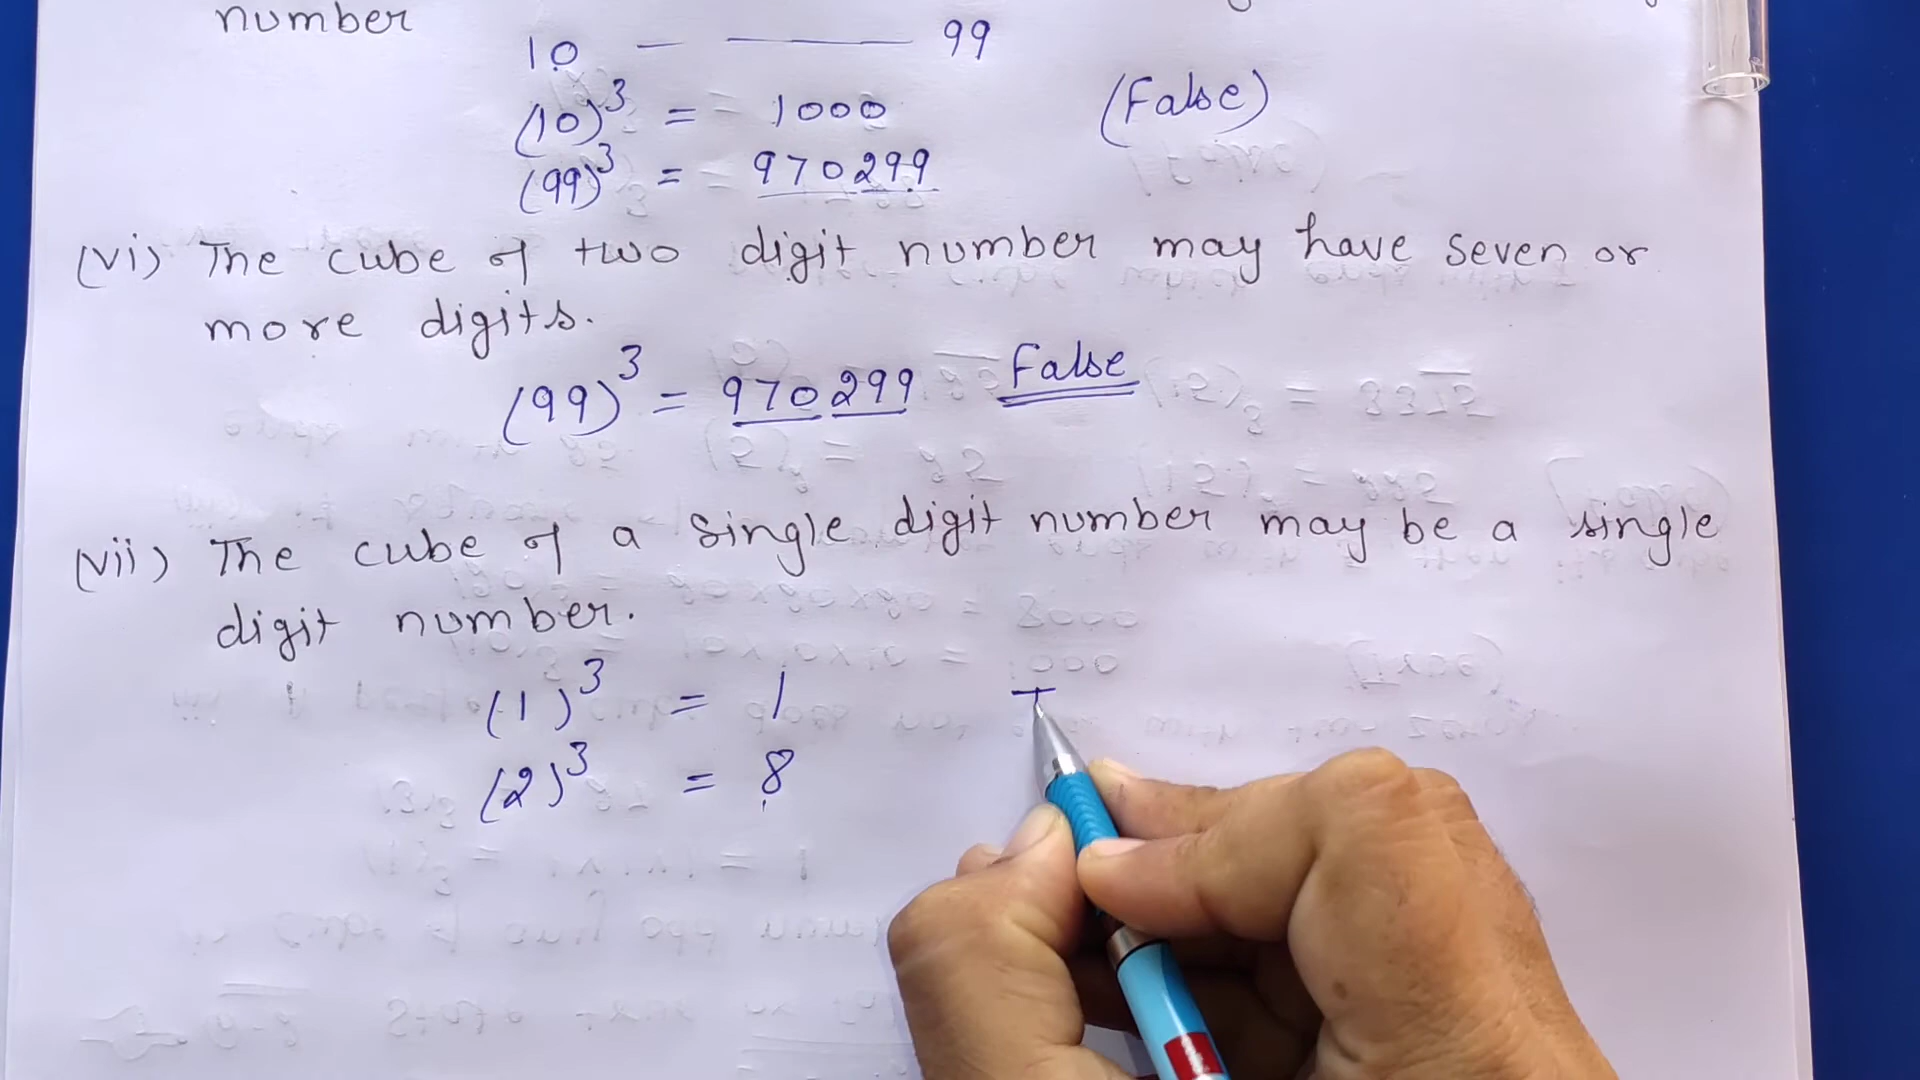 number
10 — —— 99
(10)³ = 1000 (False)
(99)³ = 970299
(vi) The cube of two digit number may have seven or
more digits.
(99)³ = 970299 False
(vii) The cube of a single digit number may be a single
digit number.
(1)³ = 1 T
(2)³ = 8